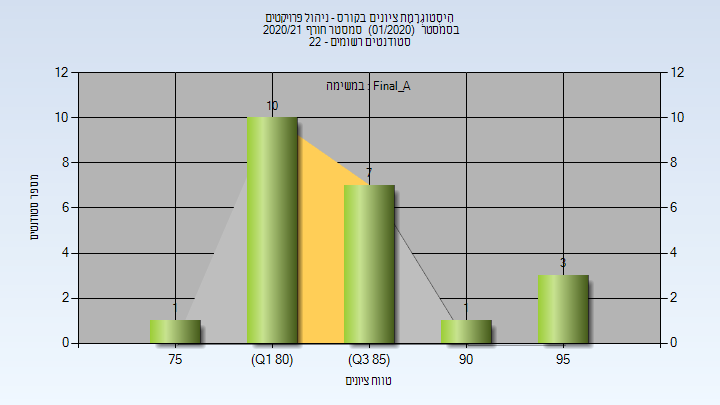 היסטוגרמת ציונים בקורס - ניהול פרויקטים
בסמסטר (01/2020) סמסטר חורף 2020/21
סטודנטים רשומים - 22
במשימה : Final_A
מספר סטודנטים
12 12
10 10
8 8
6 6
4 4
2 2
0 0
1 10 7 1 3
75 (Q1 80) (Q3 85) 90 95
טווח ציונים